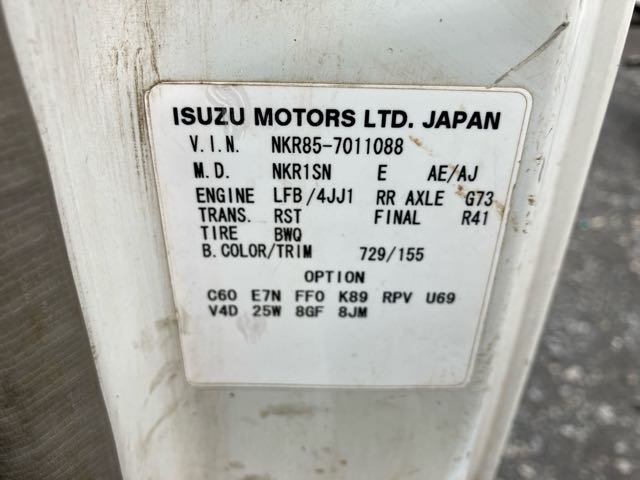 ISUZU MOTORS LTD. JAPAN
V.I.N. NKR85-7011088
M.D. NKR1SN E AE/AJ
ENGINE LFB/4JJ1 RR AXLE G73
TRANS. RST FINAL R41
TIRE BWQ
B.COLOR/TRIM 729/155
OPTION
C60 E7N FF0 K89 RPV U69
V4D 25W 8GF 8JM